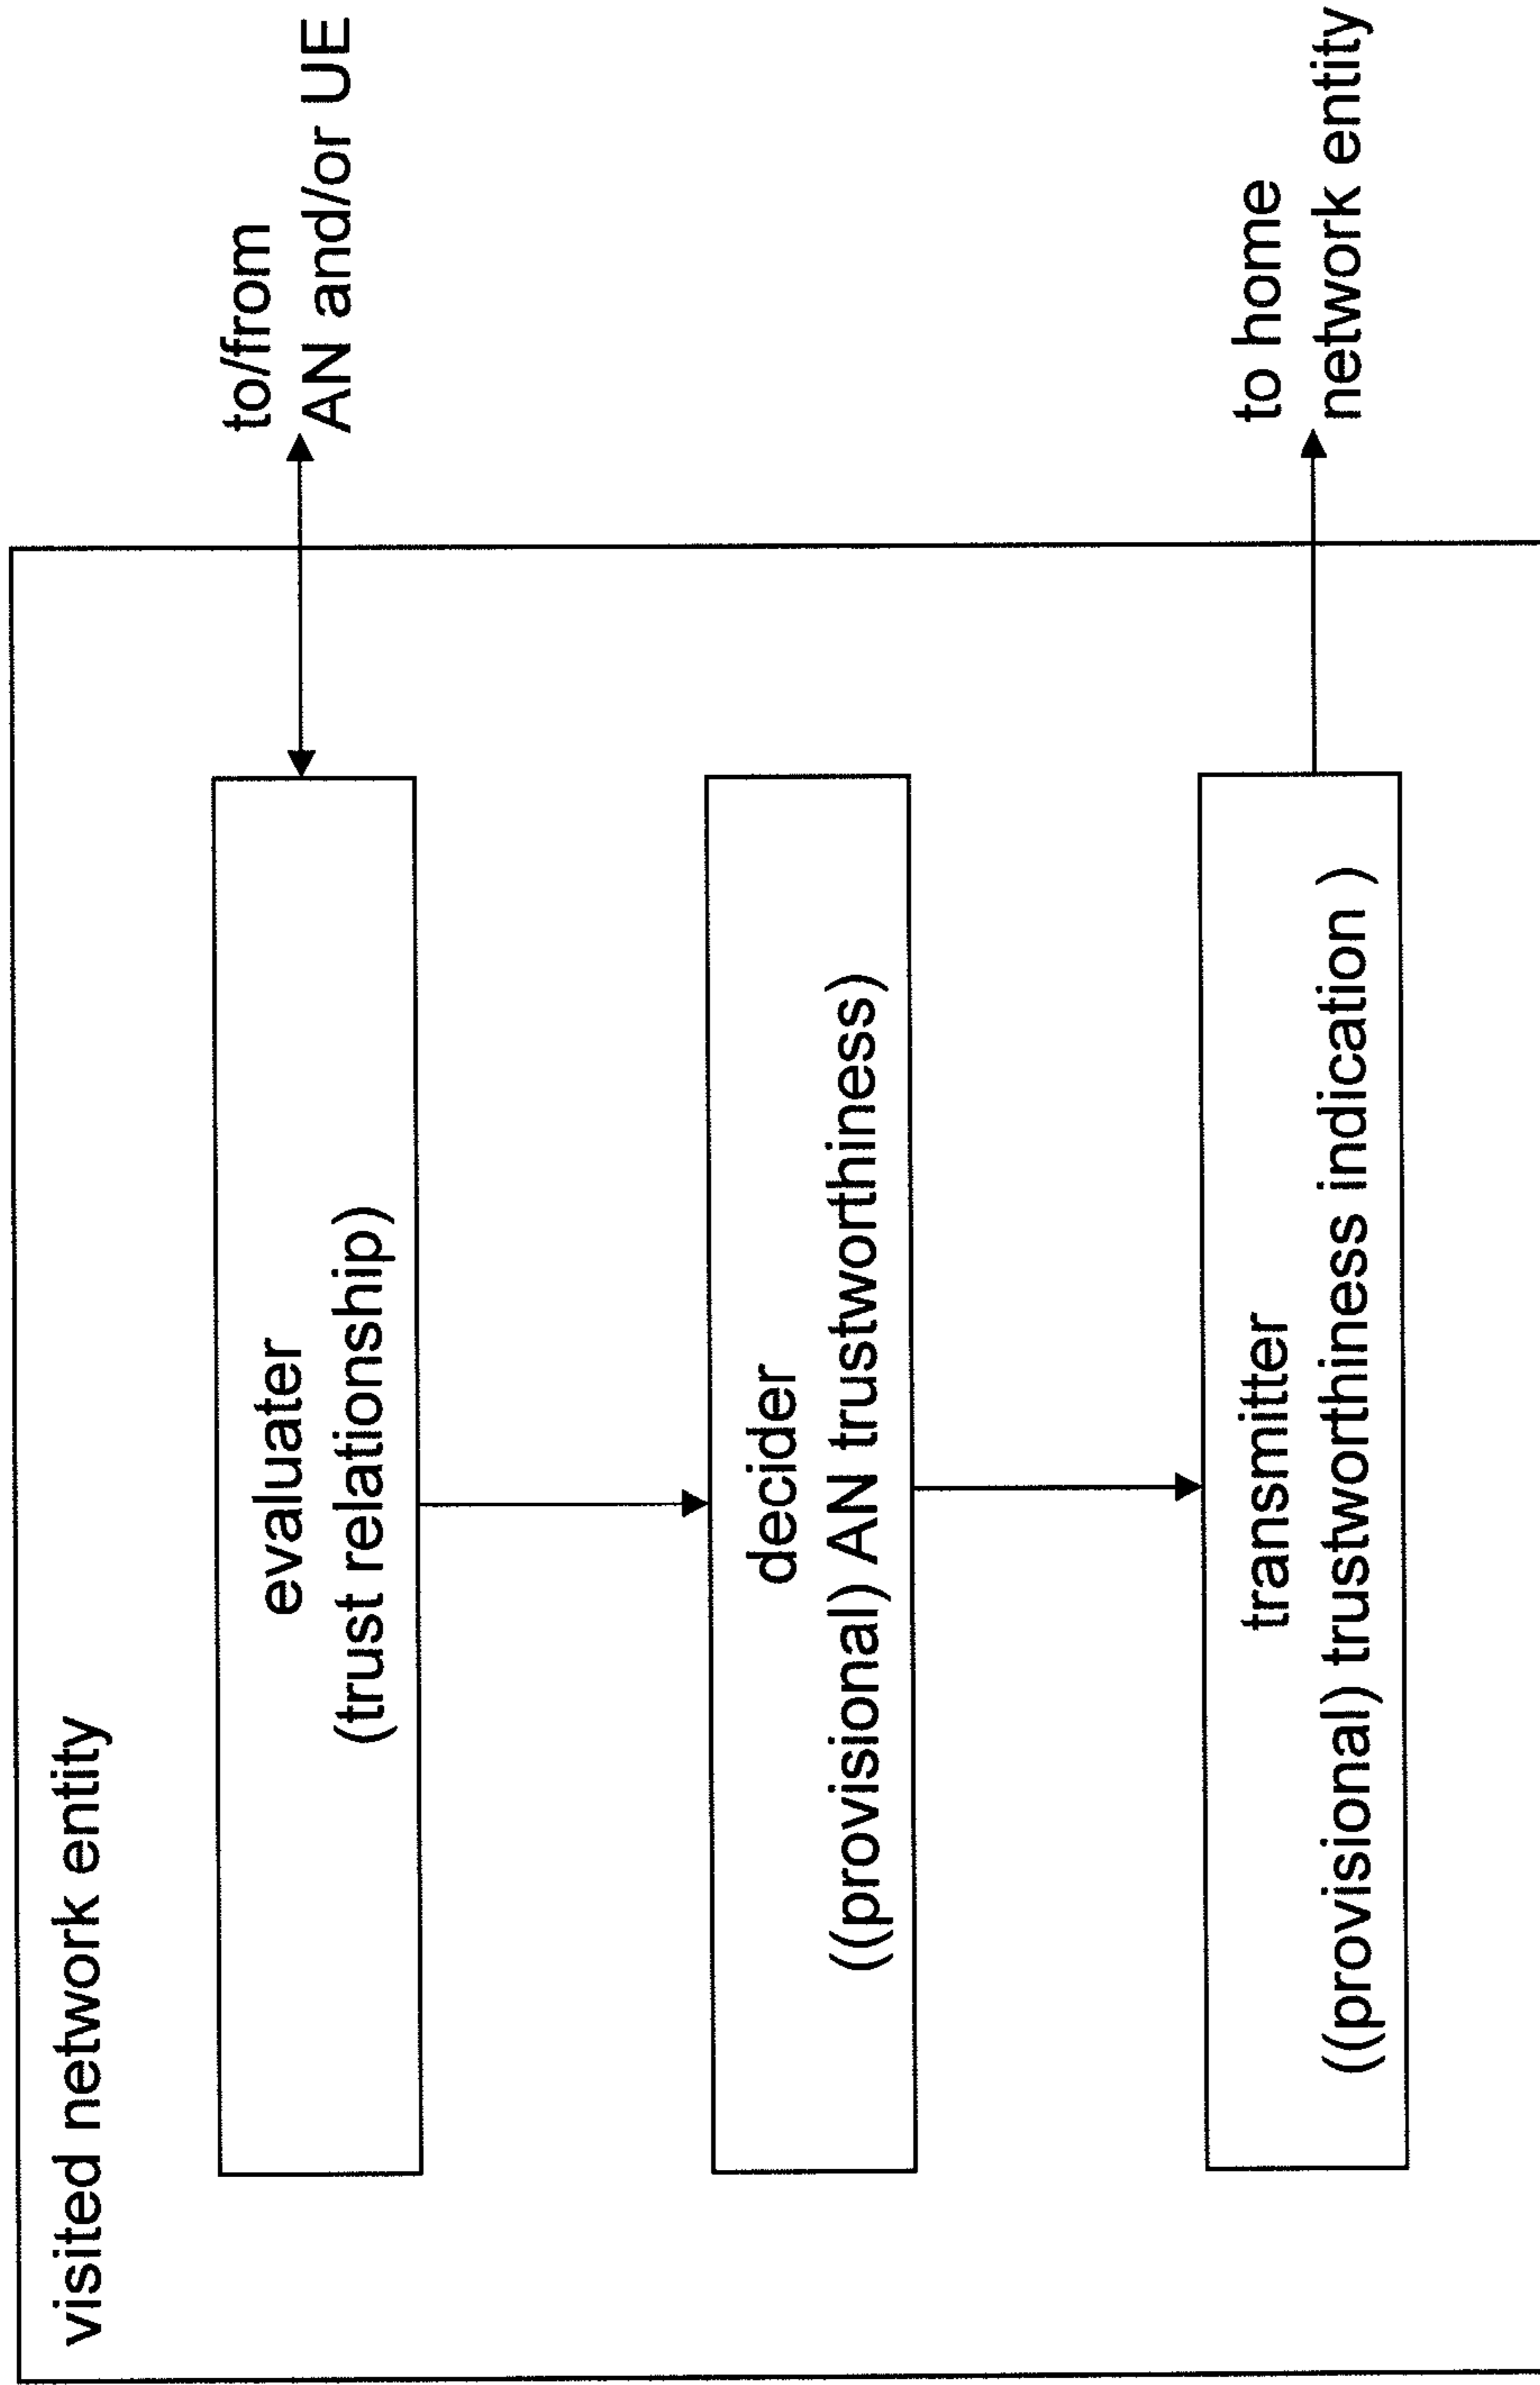 visited network entity
evaluater
(trust relationship)
to/from
AN and/or UE
decider
((provisional) AN trustworthiness)
transmitter
((provisional) trustworthiness indication )
to home
network entity